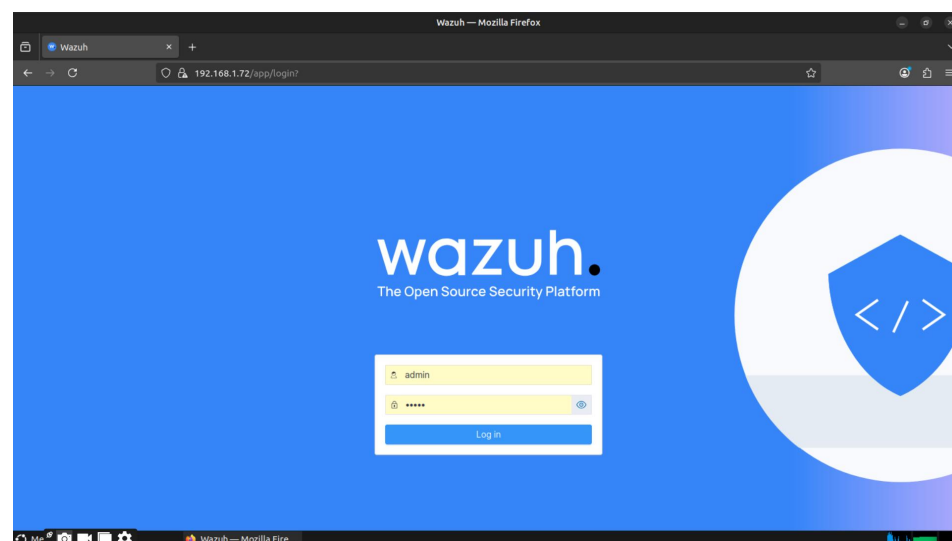 Wazuh — Mozilla Firefox
Wazuh
192.168.1.72/app/login?
wazuh.
The Open Source Security Platform
</>
admin
•••••
Log in
Me
Wazuh — Mozilla Fire